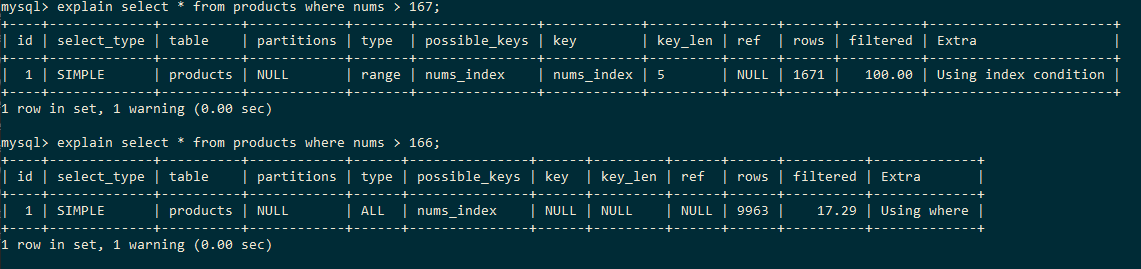 mysql> explain select * from products where nums > 167;
+----+-------------+----------+------------+-------+---------------+------------+---------+------+------+----------+-----------------------+
| id | select_type | table    | partitions | type  | possible_keys | key        | key_len | ref  | rows | filtered | Extra                 |
+----+-------------+----------+------------+-------+---------------+------------+---------+------+------+----------+-----------------------+
|  1 | SIMPLE      | products | NULL       | range | nums_index    | nums_index | 5       | NULL | 1671 |   100.00 | Using index condition |
+----+-------------+----------+------------+-------+---------------+------------+---------+------+------+----------+-----------------------+
1 row in set, 1 warning (0.00 sec)
mysql> explain select * from products where nums > 166;
+----+-------------+----------+------------+------+---------------+------+---------+------+------+----------+-------------+
| id | select_type | table    | partitions | type | possible_keys | key  | key_len | ref  | rows | filtered | Extra       |
+----+-------------+----------+------------+------+---------------+------+---------+------+------+----------+-------------+
|  1 | SIMPLE      | products | NULL       | ALL  | nums_index    | NULL | NULL    | NULL | 9963 |    17.29 | Using where |
+----+-------------+----------+------------+------+---------------+------+---------+------+------+----------+-------------+
1 row in set, 1 warning (0.00 sec)